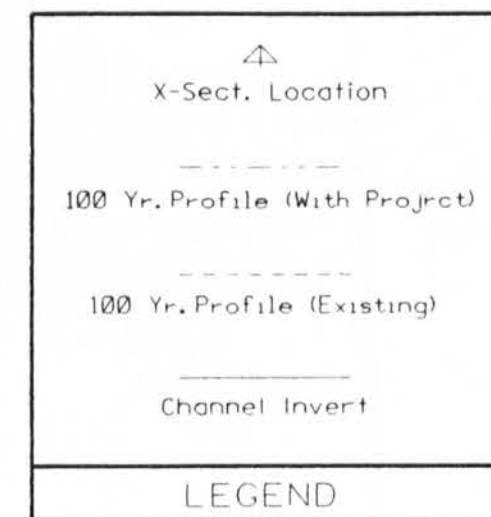 X-Sect. Location
100 Yr. Profile (With Projrct)
100 Yr. Profile (Existing)
Channel Invert
LEGEND